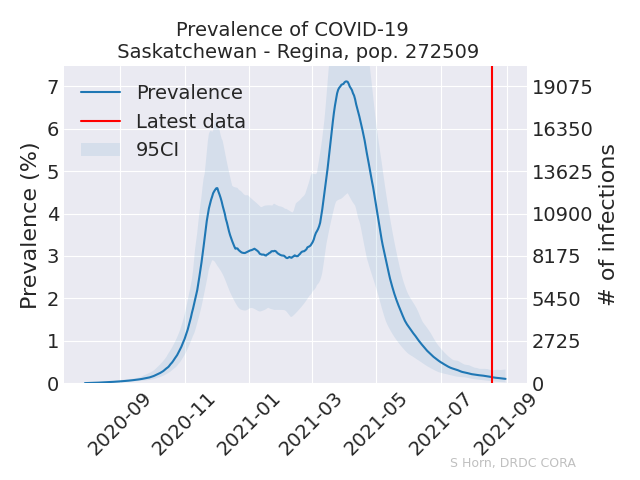 Prevalence of COVID-19
Saskatchewan - Regina, pop. 272509
Prevalence
Latest data
95CI
Prevalence (%)
7
6
5
4
3
2
1
0
19075
16350
13625
10900
8175
5450
2725
0
# of infections
2020-09
2020-11
2021-01
2021-03
2021-05
2021-07
2021-09
S Horn, DRDC CORA